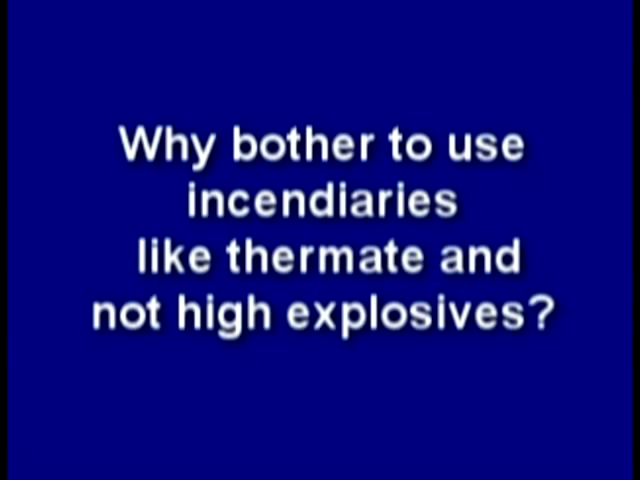 Why bother to use
incendiaries
like thermate and
not high explosives?